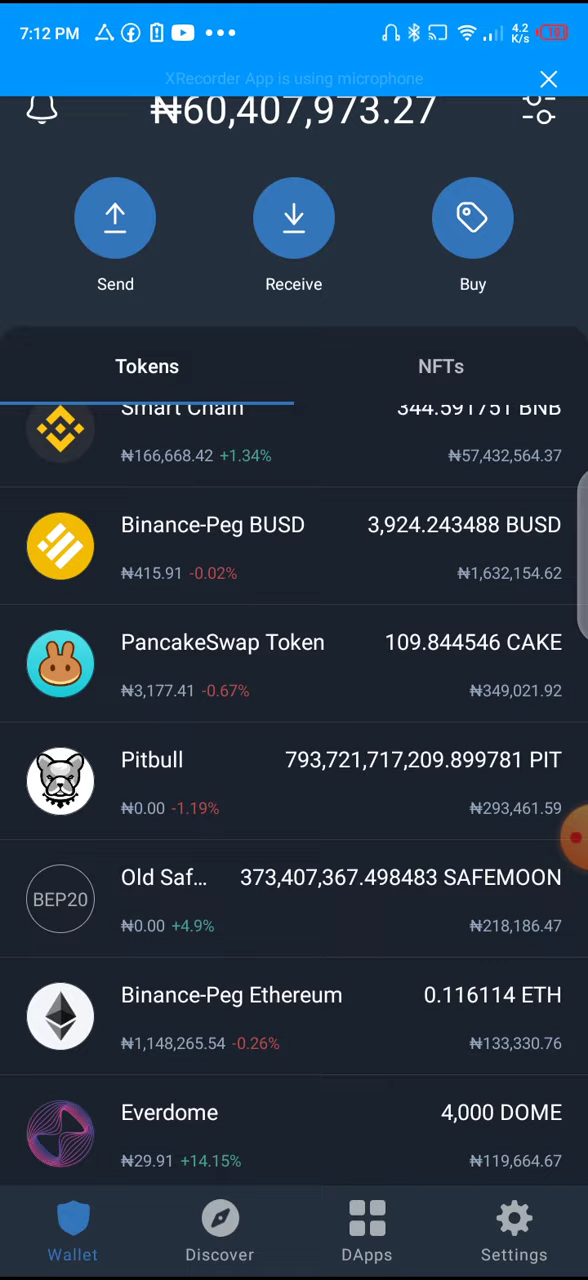 7:12 PM 4.2 K/s
XRecorder App is using microphone
₦60,407,973.27
Send Receive Buy
Tokens NFTs
Smart Chain 344.591751 BNB
₦166,668.42 +1.34% ₦57,432,564.37
Binance-Peg BUSD 3,924.243488 BUSD
₦415.91 -0.02% ₦1,632,154.62
PancakeSwap Token 109.844546 CAKE
₦3,177.41 -0.67% ₦349,021.92
Pitbull 793,721,717,209.899781 PIT
₦0.00 -1.19% ₦293,461.59
BEP20 Old Saf... 373,407,367.498483 SAFEMOON
₦0.00 +4.9% ₦218,186.47
Binance-Peg Ethereum 0.116114 ETH
₦1,148,265.54 -0.26% ₦133,330.76
Everdome 4,000 DOME
₦29.91 +14.15% ₦119,664.67
Wallet Discover DApps Settings